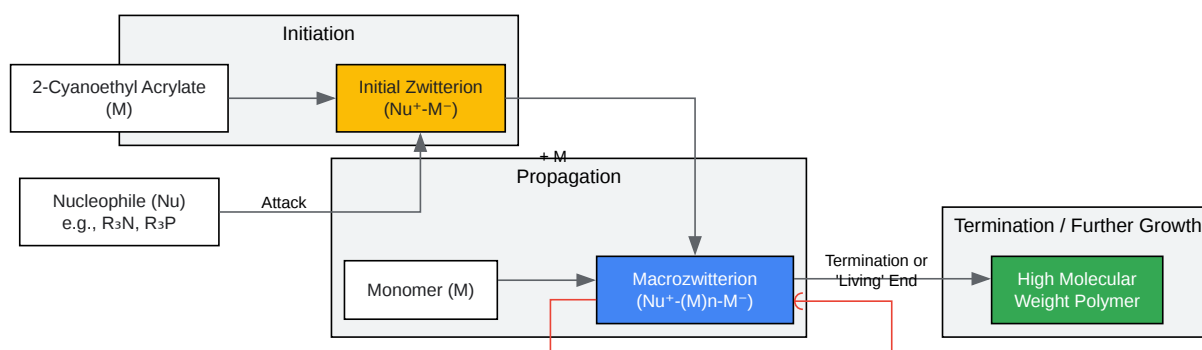 Initiation
2-Cyanoethyl Acrylate
(M)
Initial Zwitterion
(Nu⁺-M⁻)
+ M
Propagation
Nucleophile (Nu)
e.g., R₃N, R₃P
Attack
Monomer (M)
Macrozwitterion
(Nu⁺-(M)n-M⁻)
Termination or
'Living' End
Termination / Further Growth
High Molecular
Weight Polymer